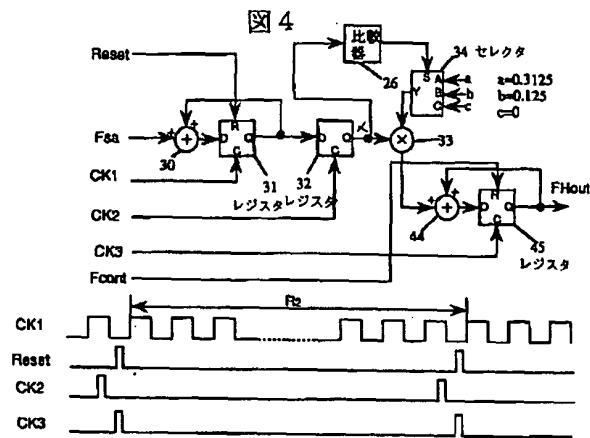 図 4
Reset
比較
器
26
34 セレクタ
S
A
B
C
Y
a
b
c
a=0.3125
b=0.125
c=0
Fsa
+
+
30
R
C
31
レジスタ
32
レジスタ
C
×
33
CK1
CK2
CK3
Fcont
+
+
44
R
C
45
レジスタ
FHout
CK1
Reset
CK2
CK3